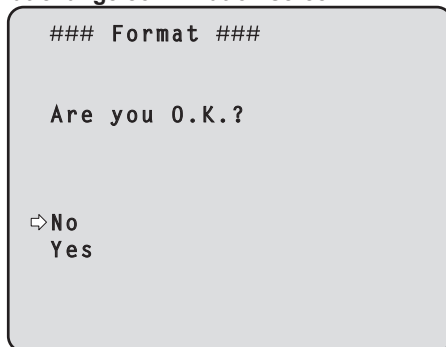 ### Format ###
Are you O.K.?
⇨No
Yes